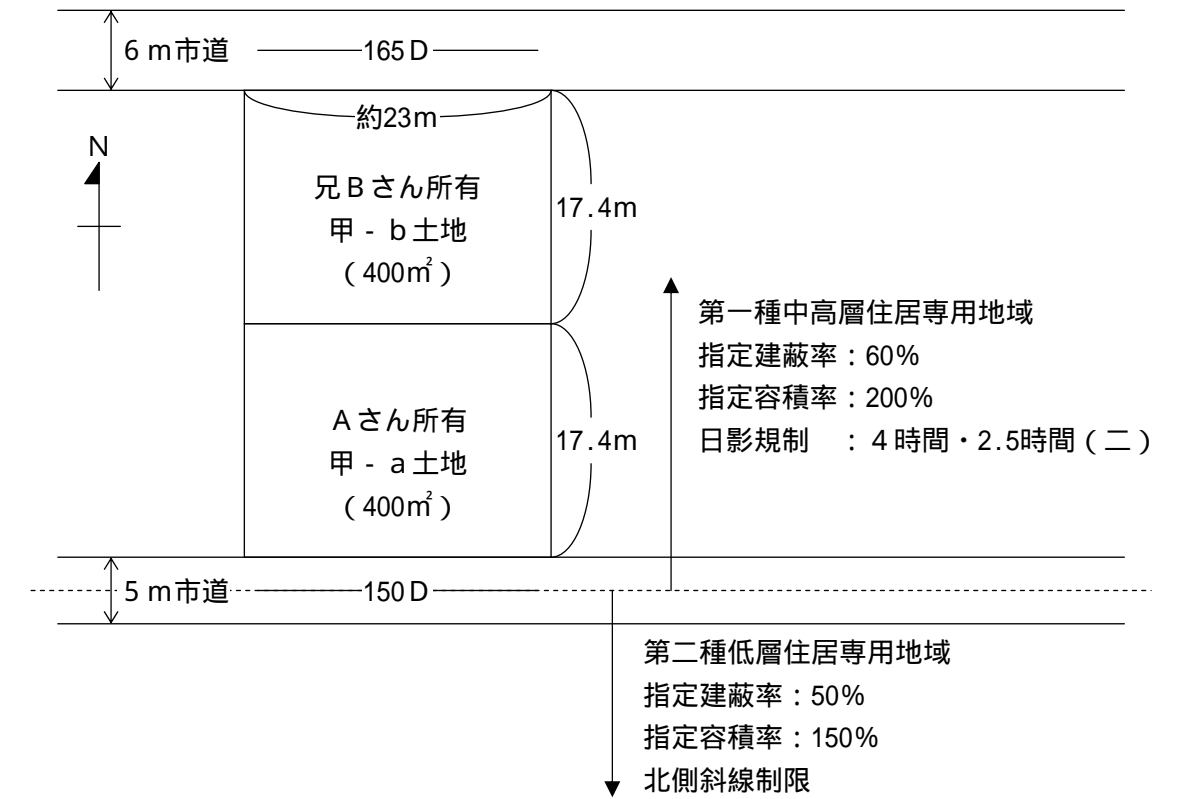 6ｍ市道
165Ｄ
約23ｍ
Ｎ
兄Ｂさん所有
甲‐ｂ土地
（400㎡）
17.4ｍ
第一種中高層住居専用地域
指定建蔽率：60％
指定容積率：200％
日影規制　：４時間・2.5時間（二）
Ａさん所有
甲‐ａ土地
（400㎡）
17.4ｍ
5ｍ市道
150Ｄ
第二種低層住居専用地域
指定建蔽率：50％
指定容積率：150％
北側斜線制限